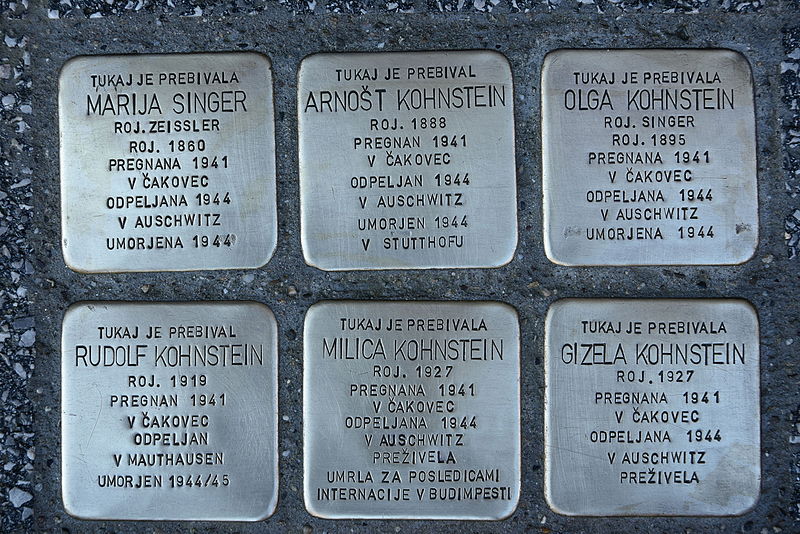 TUKAJ JE PREBIVALA
MARIJA SINGER
ROJ. ZEISSLER
ROJ. 1860
PREGNANA 1941
V ČAKOVEC
ODPELJANA 1944
V AUSCHWITZ
UMORJENA 1944
TUKAJ JE PREBIVAL
ARNOŠT KOHNSTEIN
ROJ. 1888
PREGNAN 1941
V ČAKOVEC
ODPELJAN 1944
V AUSCHWITZ
UMORJEN 1944
V STUTTHOFU
TUKAJ JE PREBIVALA
OLGA KOHNSTEIN
ROJ. SINGER
ROJ. 1895
PREGNANA 1941
V ČAKOVEC
ODPELJANA 1944
V AUSCHWITZ
UMORJENA 1944
TUKAJ JE PREBIVAL
RUDOLF KOHNSTEIN
ROJ. 1919
PREGNAN 1941
V ČAKOVEC
ODPELJAN
V MAUTHAUSEN
UMORJEN 1944/45
TUKAJ JE PREBIVALA
MILICA KOHNSTEIN
ROJ. 1927
PREGNANA 1941
V ČAKOVEC
ODPELJANA 1944
V AUSCHWITZ
PREŽIVELA
UMRLA ZA POSLEDICAMI
INTERNACIJE V BUDIMPESTI
TUKAJ JE PREBIVALA
GIZELA KOHNSTEIN
ROJ. 1927
PREGNANA 1941
V ČAKOVEC
ODPELJANA 1944
V AUSCHWITZ
PREŽIVELA